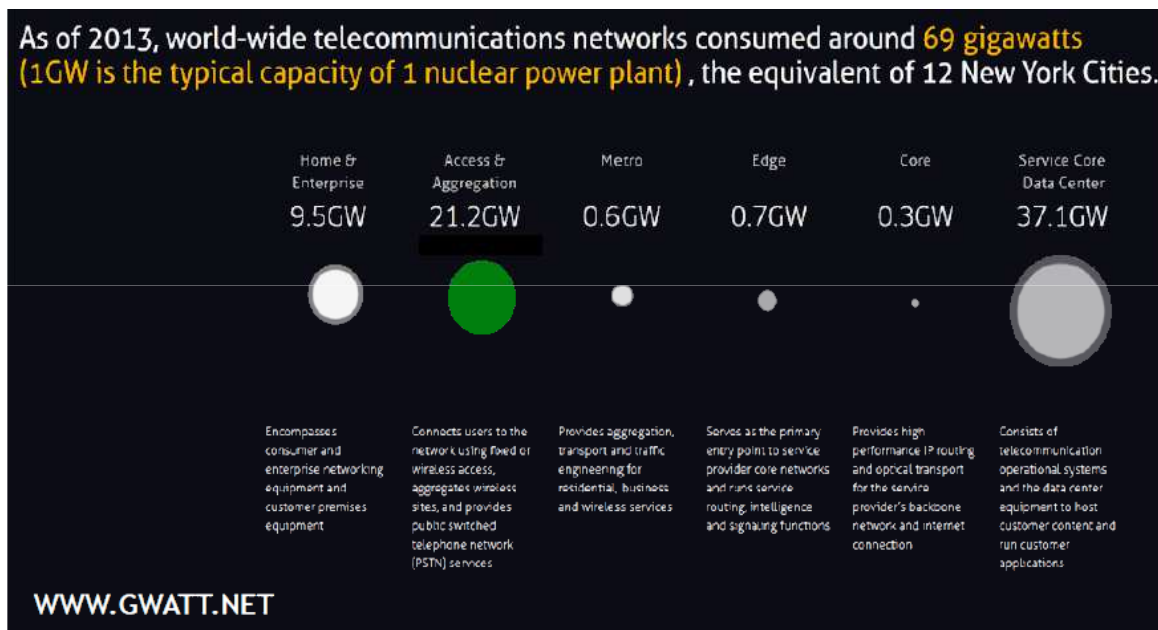 As of 2013, world-wide telecommunications networks consumed around 69 gigawatts
(1GW is the typical capacity of 1 nuclear power plant) , the equivalent of 12 New York Cities.
Home &
Enterprise
9.5GW
Access &
Aggregation
21.2GW
Metro
0.6GW
Edge
0.7GW
Core
0.3GW
Service Core
Data Center
37.1GW
Encompasses
consumer and
enterprise networking
equipment and
customer premises
equipment
Connects users to the
network using fixed or
wireless access,
aggregates wireless
sites, and provides
public switched
telephone network
(PSTN) services
Provides aggregation,
transport and traffic
engineering for
residential, business
and wireless services
Serves as the primary
entry point to service
provider core networks
and runs service
routing, intelligence
and signaling functions
Provides high
performance IP routing
and optical transport
for the service
provider's backbone
network and internet
connection
Consists of
telecommunication
operational systems
and the data center
equipment to host
customer content and
run customer
applications
WWW.GWATT.NET